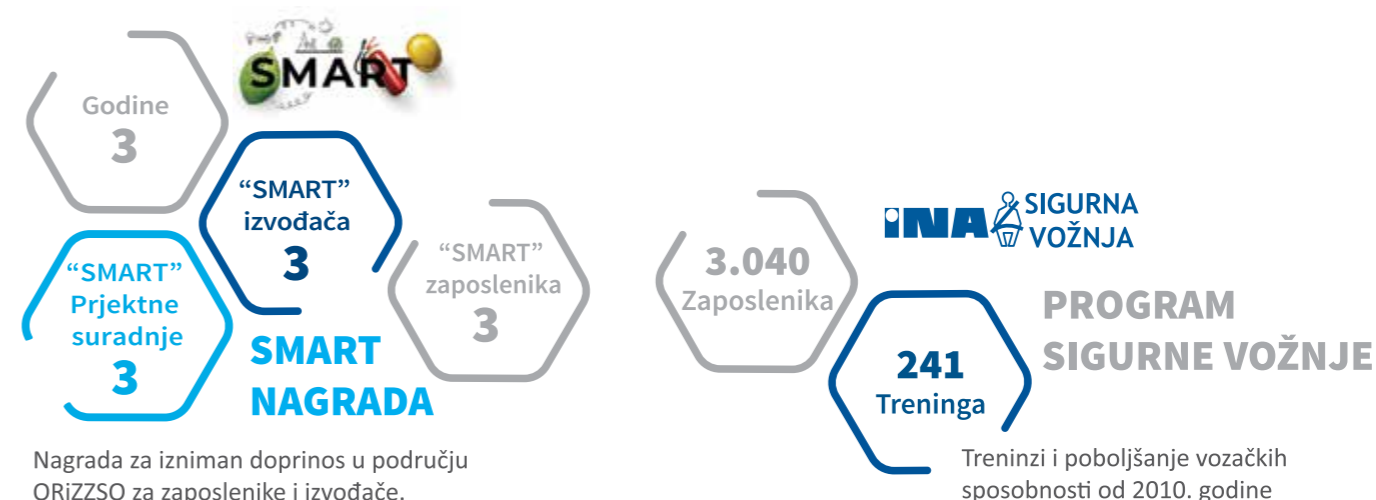 SMART
Godine
3
“SMART”
izvođača
3
“SMART”
zaposlenika
3
“SMART”
Prjektne
suradnje
3
SMART
NAGRADA
Nagrada za izniman doprinos u području
ORiZZSO za zaposlenike i izvođače.
INA SIGURNA
VOŽNJA
3.040
Zaposlenika
241
Treninga
PROGRAM
SIGURNE VOŽNJE
Treninzi i poboljšanje vozačkih
sposobnosti od 2010. godine